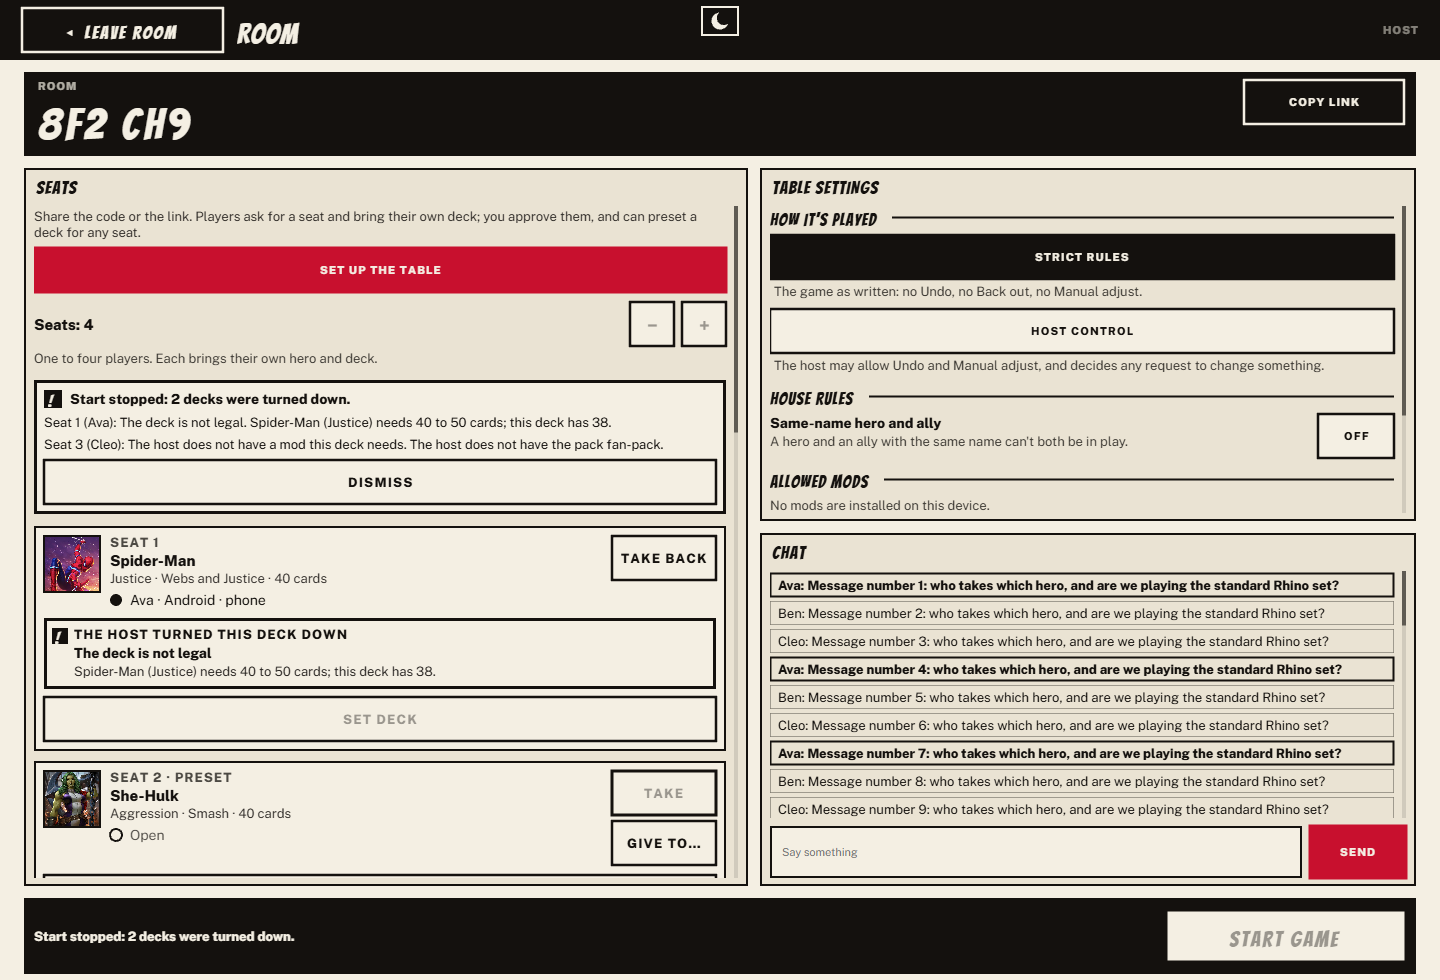 ◂ LEAVE ROOM
ROOM
HOST
ROOM
8F2 CH9
COPY LINK
SEATS
Share the code or the link. Players ask for a seat and bring their own deck; you approve them, and can preset a
deck for any seat.
SET UP THE TABLE
Seats: 4
−
+
One to four players. Each brings their own hero and deck.
! Start stopped: 2 decks were turned down.
Seat 1 (Ava): The deck is not legal. Spider-Man (Justice) needs 40 to 50 cards; this deck has 38.
Seat 3 (Cleo): The host does not have a mod this deck needs. The host does not have the pack fan-pack.
DISMISS
SEAT 1
Spider-Man
Justice · Webs and Justice · 40 cards
Ava · Android · phone
TAKE BACK
! THE HOST TURNED THIS DECK DOWN
The deck is not legal
Spider-Man (Justice) needs 40 to 50 cards; this deck has 38.
SET DECK
SEAT 2 · PRESET
She-Hulk
Aggression · Smash · 40 cards
Open
TAKE
GIVE TO...
TABLE SETTINGS
HOW IT'S PLAYED
STRICT RULES
The game as written: no Undo, no Back out, no Manual adjust.
HOST CONTROL
The host may allow Undo and Manual adjust, and decides any request to change something.
HOUSE RULES
Same-name hero and ally
A hero and an ally with the same name can't both be in play.
OFF
ALLOWED MODS
No mods are installed on this device.
CHAT
Ava: Message number 1: who takes which hero, and are we playing the standard Rhino set?
Ben: Message number 2: who takes which hero, and are we playing the standard Rhino set?
Cleo: Message number 3: who takes which hero, and are we playing the standard Rhino set?
Ava: Message number 4: who takes which hero, and are we playing the standard Rhino set?
Ben: Message number 5: who takes which hero, and are we playing the standard Rhino set?
Cleo: Message number 6: who takes which hero, and are we playing the standard Rhino set?
Ava: Message number 7: who takes which hero, and are we playing the standard Rhino set?
Ben: Message number 8: who takes which hero, and are we playing the standard Rhino set?
Cleo: Message number 9: who takes which hero, and are we playing the standard Rhino set?
Say something
SEND
Start stopped: 2 decks were turned down.
START GAME